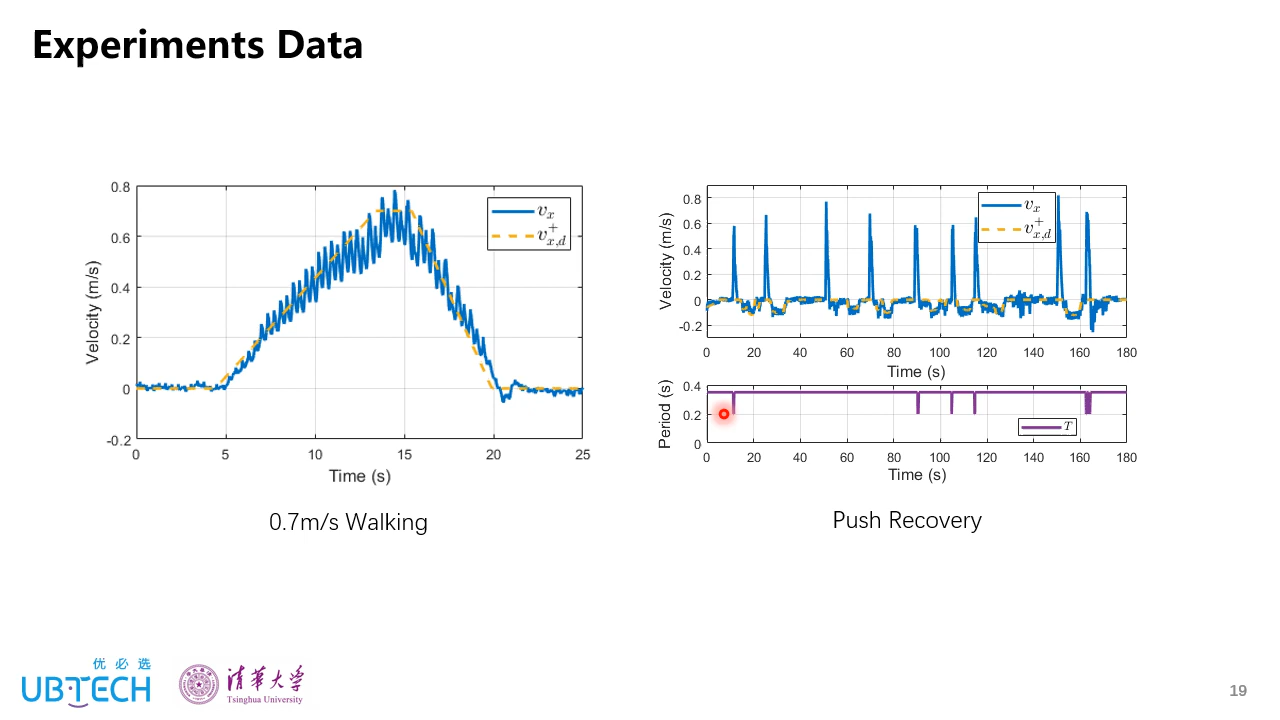 Experiments Data
0.8
0.6
0.4
0.2
0
-0.2
Velocity (m/s)
0 5 10 15 20 25
Time (s)
v_x
v_{x,d}^+
0.7m/s Walking
0.8
0.6
0.4
0.2
0
-0.2
Velocity (m/s)
0 20 40 60 80 100 120 140 160 180
Time (s)
v_x
v_{x,d}^+
0.4
0.2
0
Period (s)
0 20 40 60 80 100 120 140 160 180
Time (s)
T
Push Recovery
优必选
UBTECH
清华大学
Tsinghua University
19